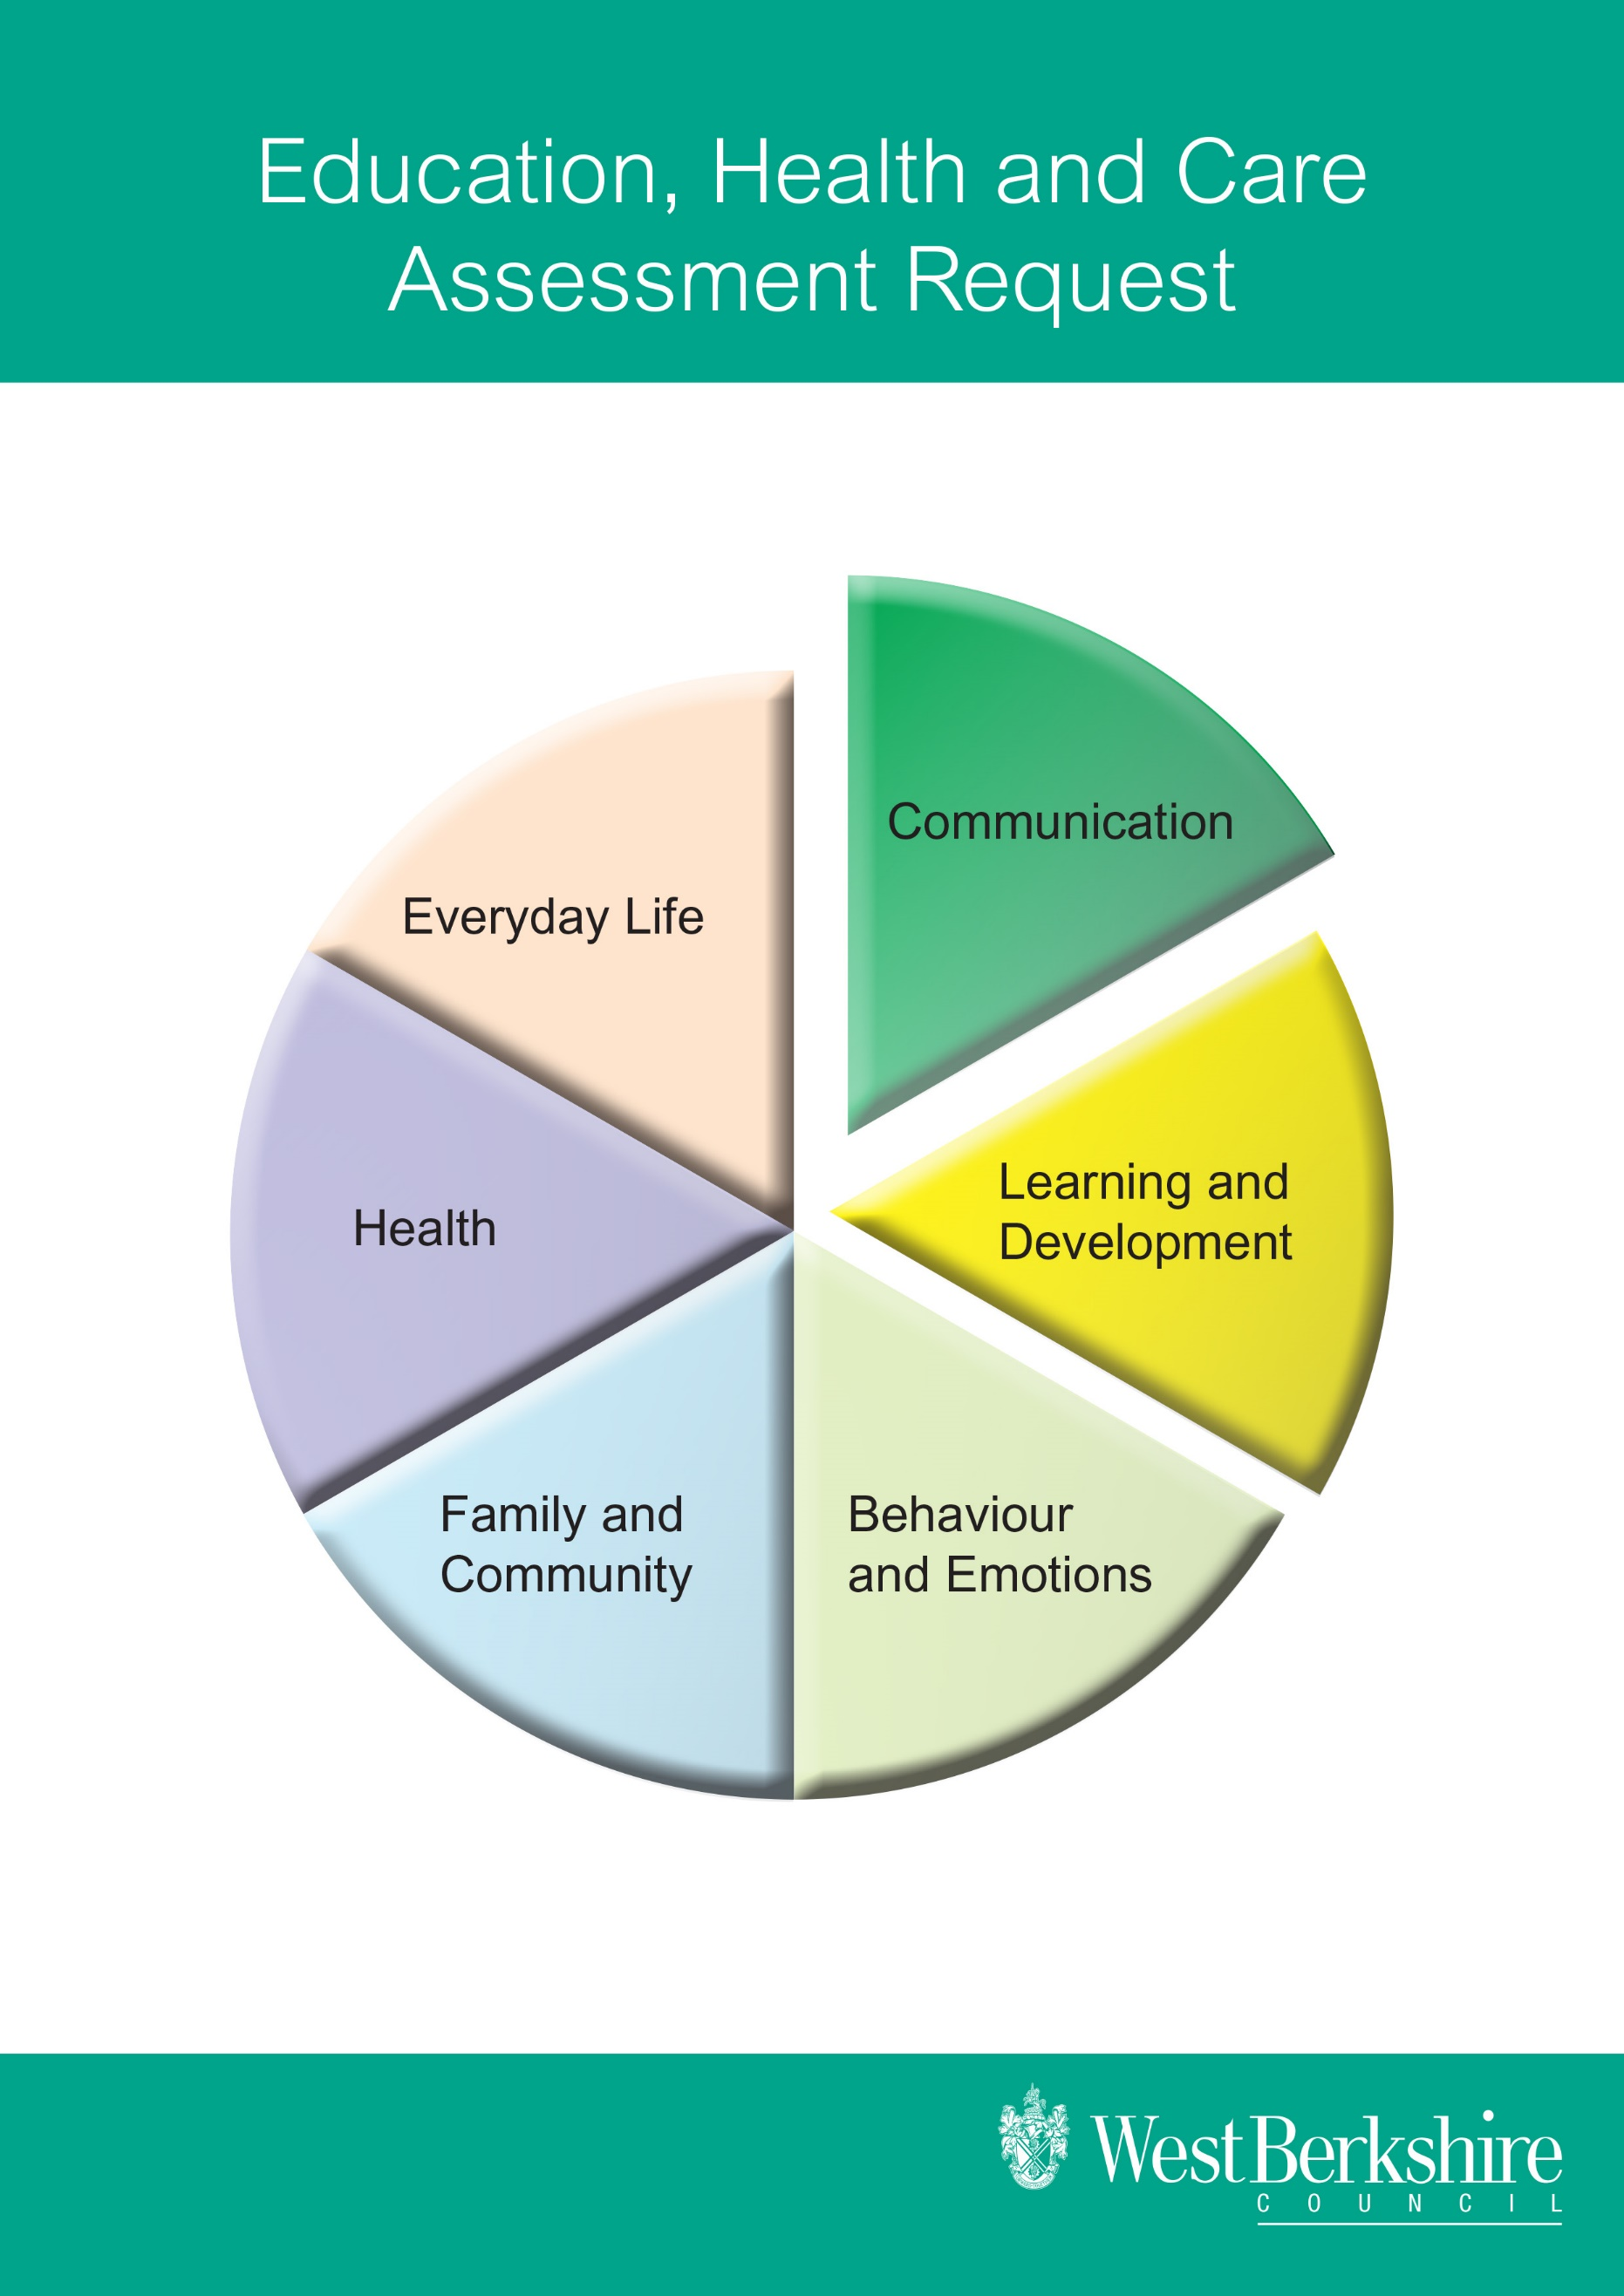 Education, Health and Care
Assessment Request
Communication
Everyday Life
Learning and
Development
Health
Family and
Community
Behaviour
and Emotions
West Berkshire
COUNCIL